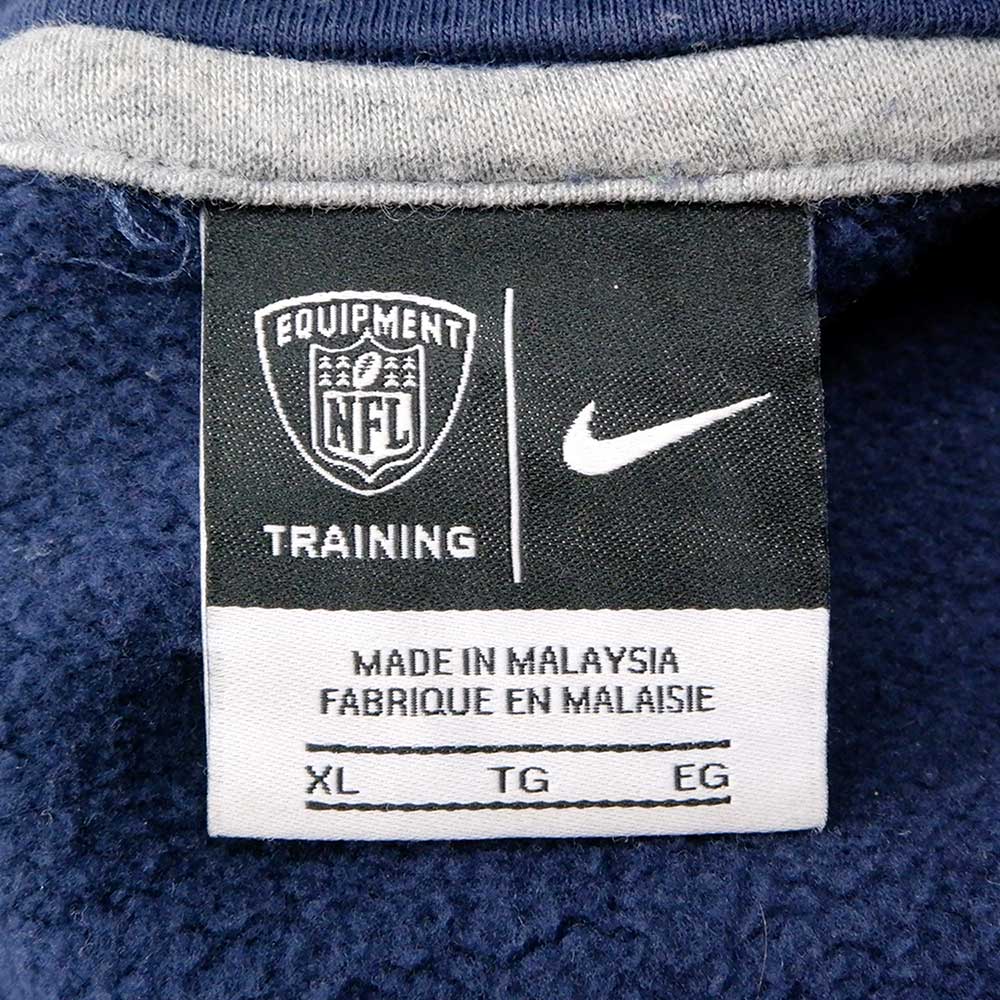 EQUIPMENT
NFL
TRAINING
MADE IN MALAYSIA
FABRIQUE EN MALAISIE
XL TG EG